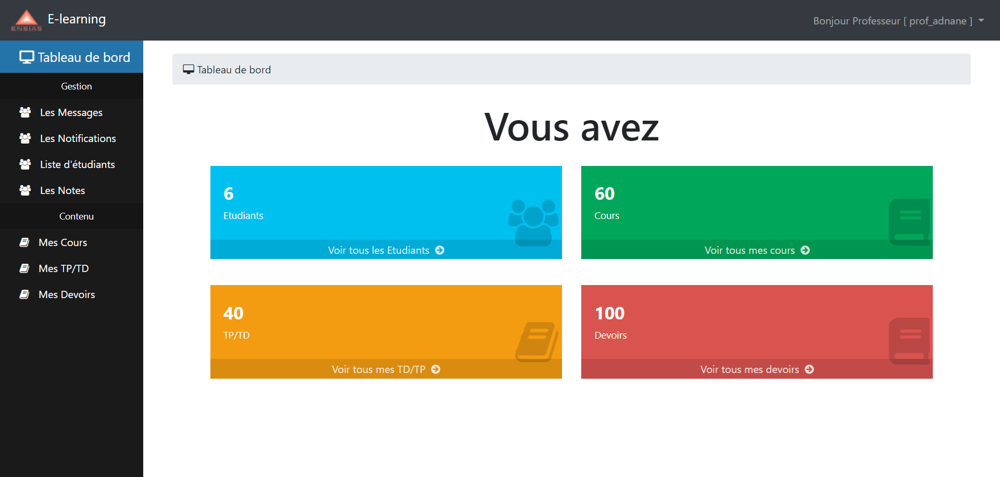 ENSIAS
E-learning
Bonjour Professeur [ prof_adnane ]
Tableau de bord
Gestion
Les Messages
Les Notifications
Liste d'étudiants
Les Notes
Contenu
Mes Cours
Mes TP/TD
Mes Devoirs
Tableau de bord
Vous avez
6
Etudiants
Voir tous les Etudiants
60
Cours
Voir tous mes cours
40
TP/TD
Voir tous mes TD/TP
100
Devoirs
Voir tous mes devoirs